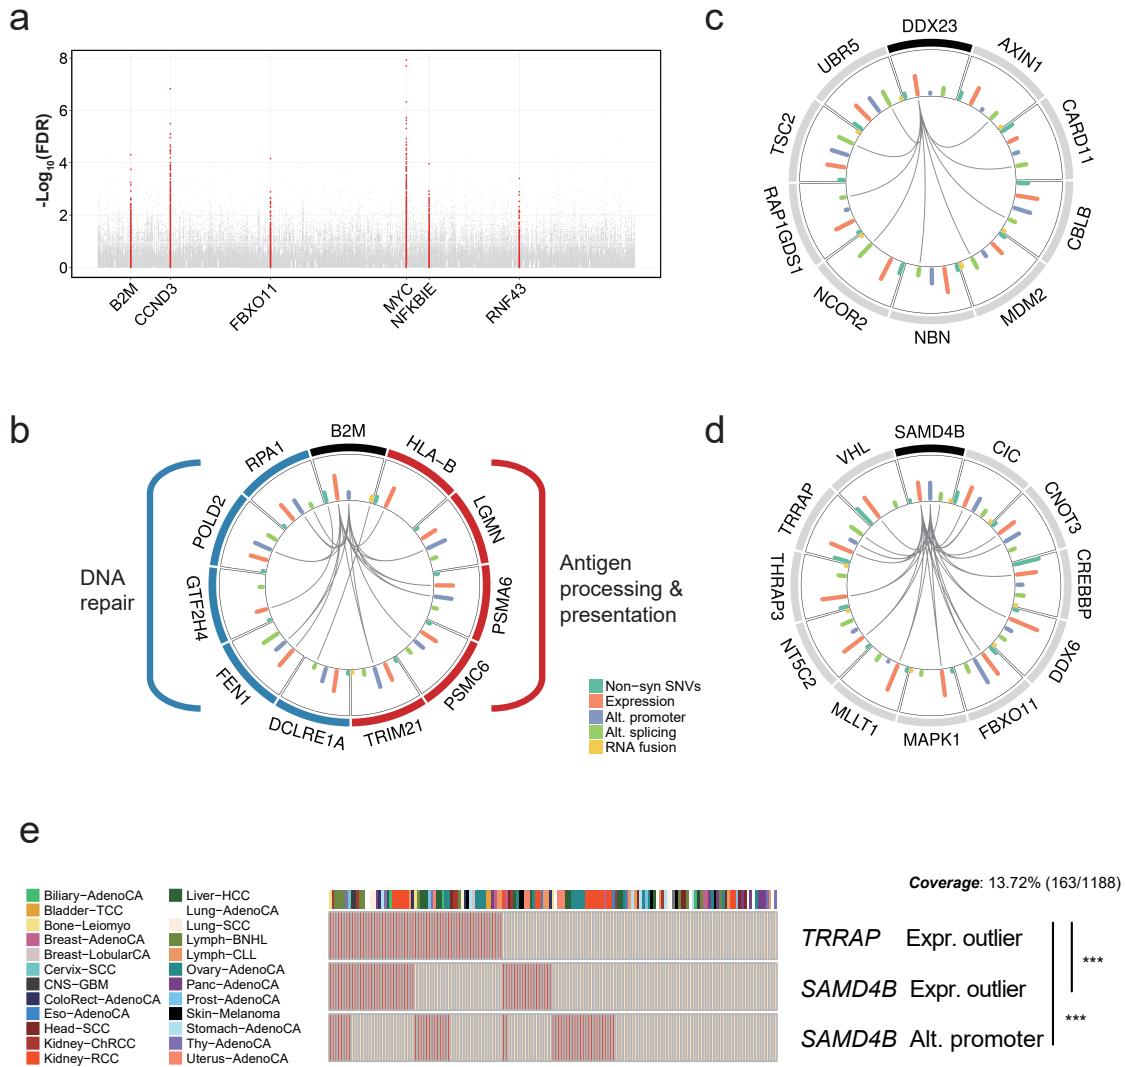 a
8
6
4
2
0
-Log10(FDR)
B2M
CCND3
FBXO11
MYC
NFKBIE
RNF43
c
DDX23
AXIN1
CARD11
CBLB
MDM2
NBN
NCOR2
RAP1GDS1
TSC2
UBR5
b
B2M
HLA−B
LGMN
PSMA6
PSMC6
TRIM21
DCLRE1A
FEN1
GTF2H4
POLD2
RPA1
DNA
repair
Antigen
processing &
presentation
Non−syn SNVs
Expression
Alt. promoter
Alt. splicing
RNA fusion
d
SAMD4B
CIC
CNOT3
CREBBP
DDX6
FBXO11
MAPK1
MLLT1
NT5C2
THRAP3
TRRAP
VHL
e
Biliary−AdenoCA
Bladder−TCC
Bone−Leiomyo
Breast−AdenoCA
Breast−LobularCA
Cervix−SCC
CNS−GBM
ColoRect−AdenoCA
Eso−AdenoCA
Head−SCC
Kidney−ChRCC
Kidney−RCC
Liver−HCC
Lung−AdenoCA
Lung−SCC
Lymph−BNHL
Lymph−CLL
Ovary−AdenoCA
Panc−AdenoCA
Prost−AdenoCA
Skin−Melanoma
Stomach−AdenoCA
Thy−AdenoCA
Uterus−AdenoCA
Coverage: 13.72% (163/1188)
TRRAP Expr. outlier
SAMD4B Expr. outlier
SAMD4B Alt. promoter
***
***